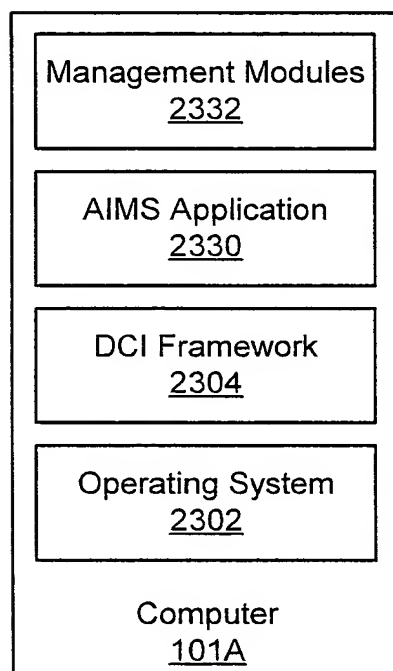 Management Modules
2332
AIMS Application
2330
DCI Framework
2304
Operating System
2302
Computer
101A